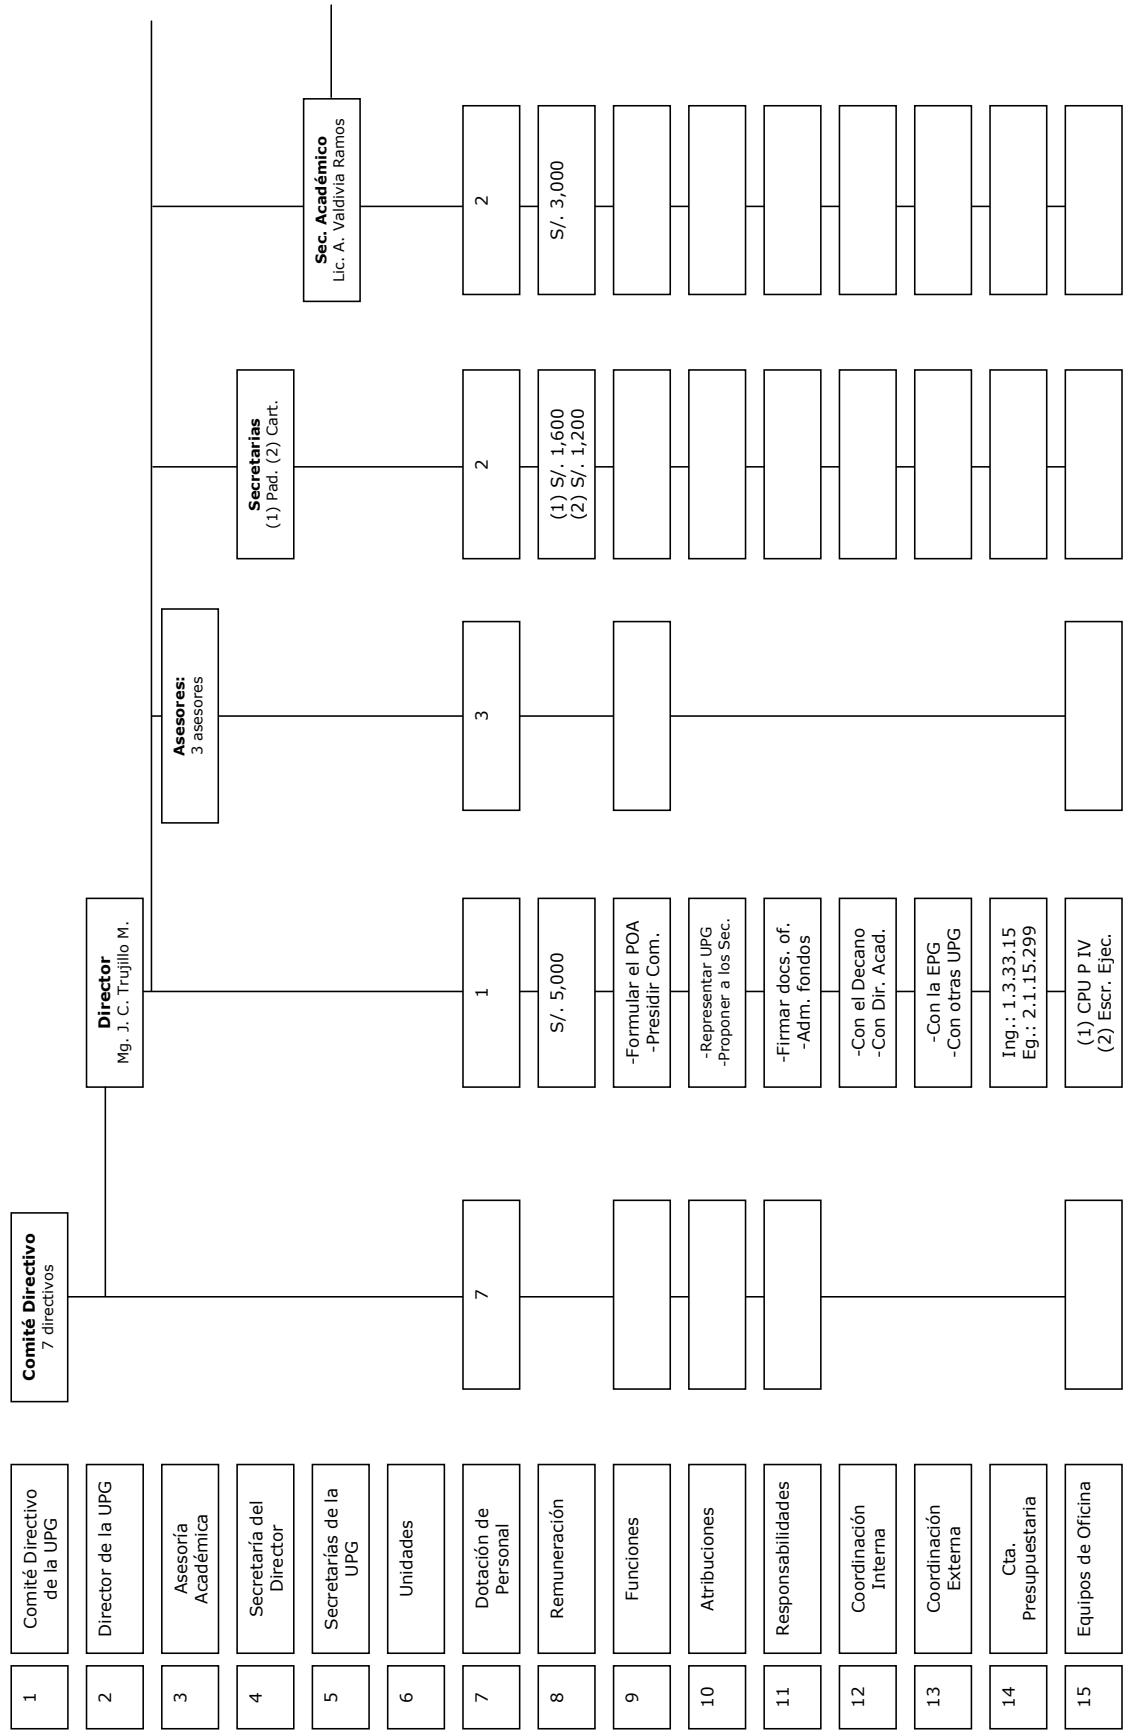 1
Comité Directivo
de la UPG
Comité Directivo
7 directivos
2
Director de la UPG
Director
Mg. J. C. Trujillo M.
3
Asesoría
Académica
Asesores:
3 asesores
4
Secretaría del
Director
Secretarias
(1) Pad. (2) Cart.
5
Secretarías de la
UPG
Sec. Académico
Lic. A. Valdivia Ramos
6
Unidades
7
Dotación de
Personal
7
1
3
2
2
8
Remuneración
S/. 5,000
(1) S/. 1,600
(2) S/. 1,200
S/. 3,000
9
Funciones
-Formular el POA
-Presidir Com.
10
Atribuciones
-Representar UPG
-Proponer a los Sec.
11
Responsabilidades
-Firmar docs. of.
-Adm. fondos
12
Coordinación
Interna
-Con el Decano
-Con Dir. Acad.
13
Coordinación
Externa
-Con la EPG
-Con otras UPG
14
Cta.
Presupuestaria
Ing.: 1.3.33.15
Eg.: 2.1.15.299
15
Equipos de Oficina
(1) CPU P IV
(2) Escr. Ejec.